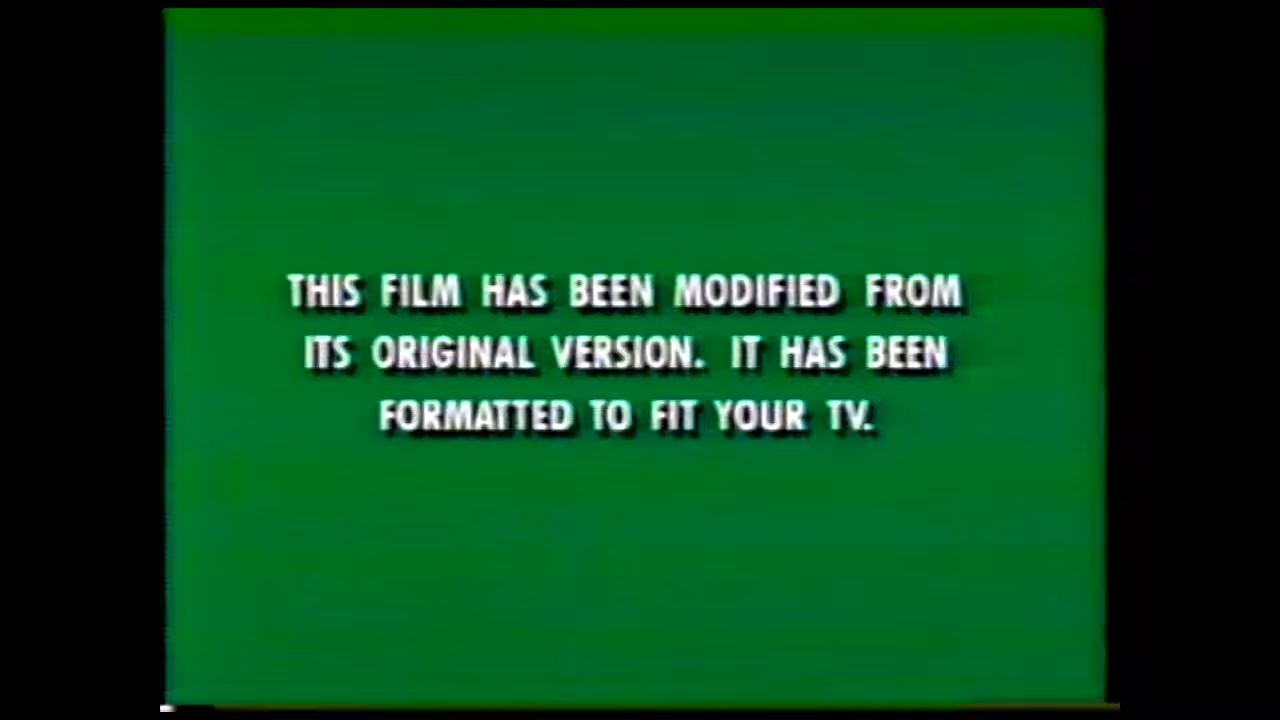 THIS FILM HAS BEEN MODIFIED FROM
ITS ORIGINAL VERSION. IT HAS BEEN
FORMATTED TO FIT YOUR TV.